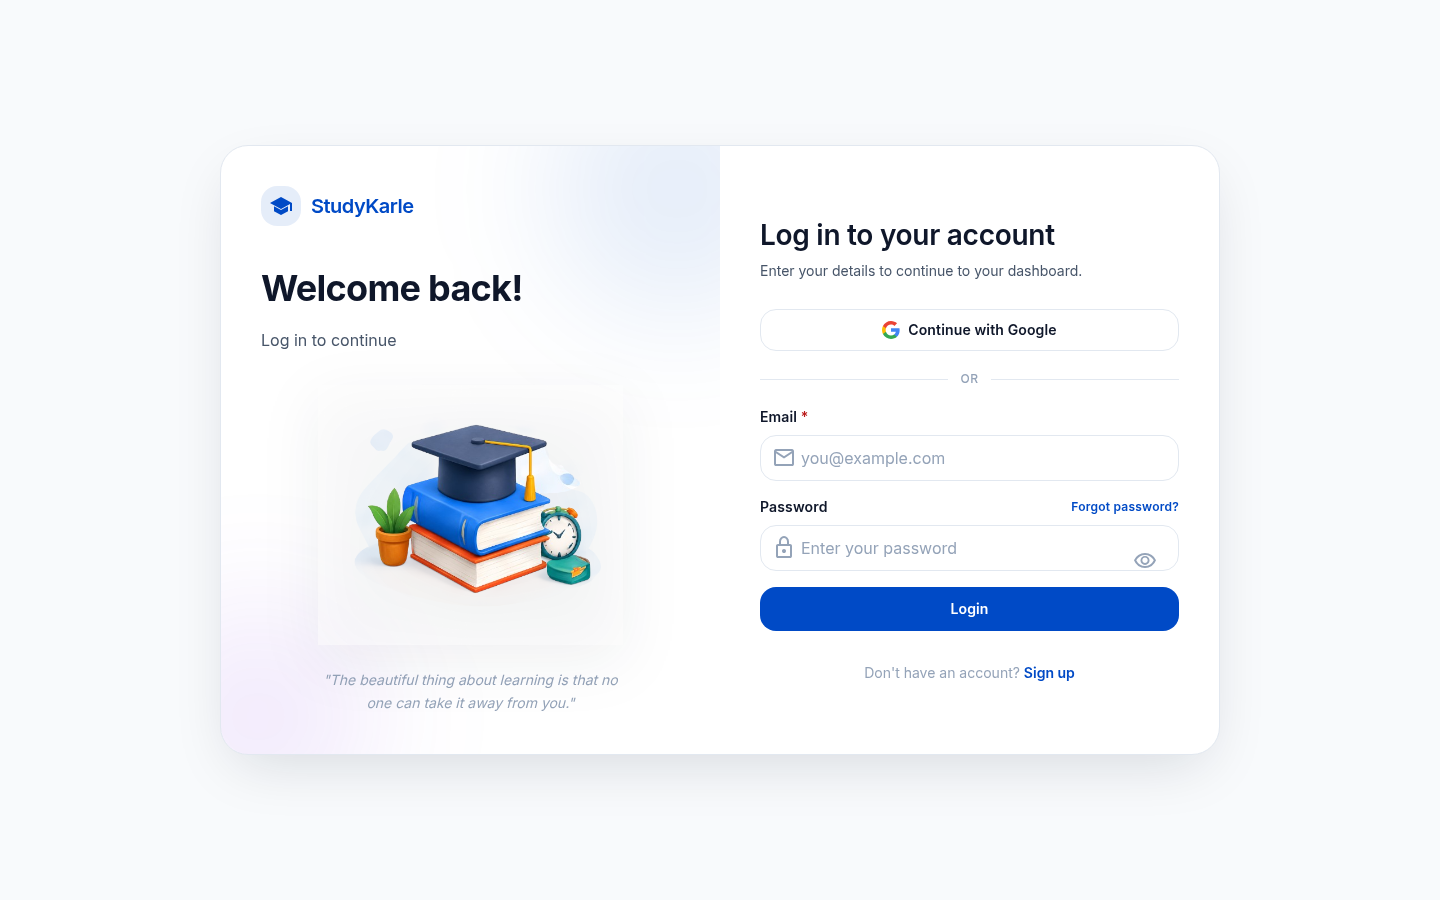 StudyKarle
Welcome back!
Log in to continue
"The beautiful thing about learning is that no
one can take it away from you."
Log in to your account
Enter your details to continue to your dashboard.
Continue with Google
OR
Email *
you@example.com
Password
Forgot password?
Enter your password
Login
Don't have an account? Sign up